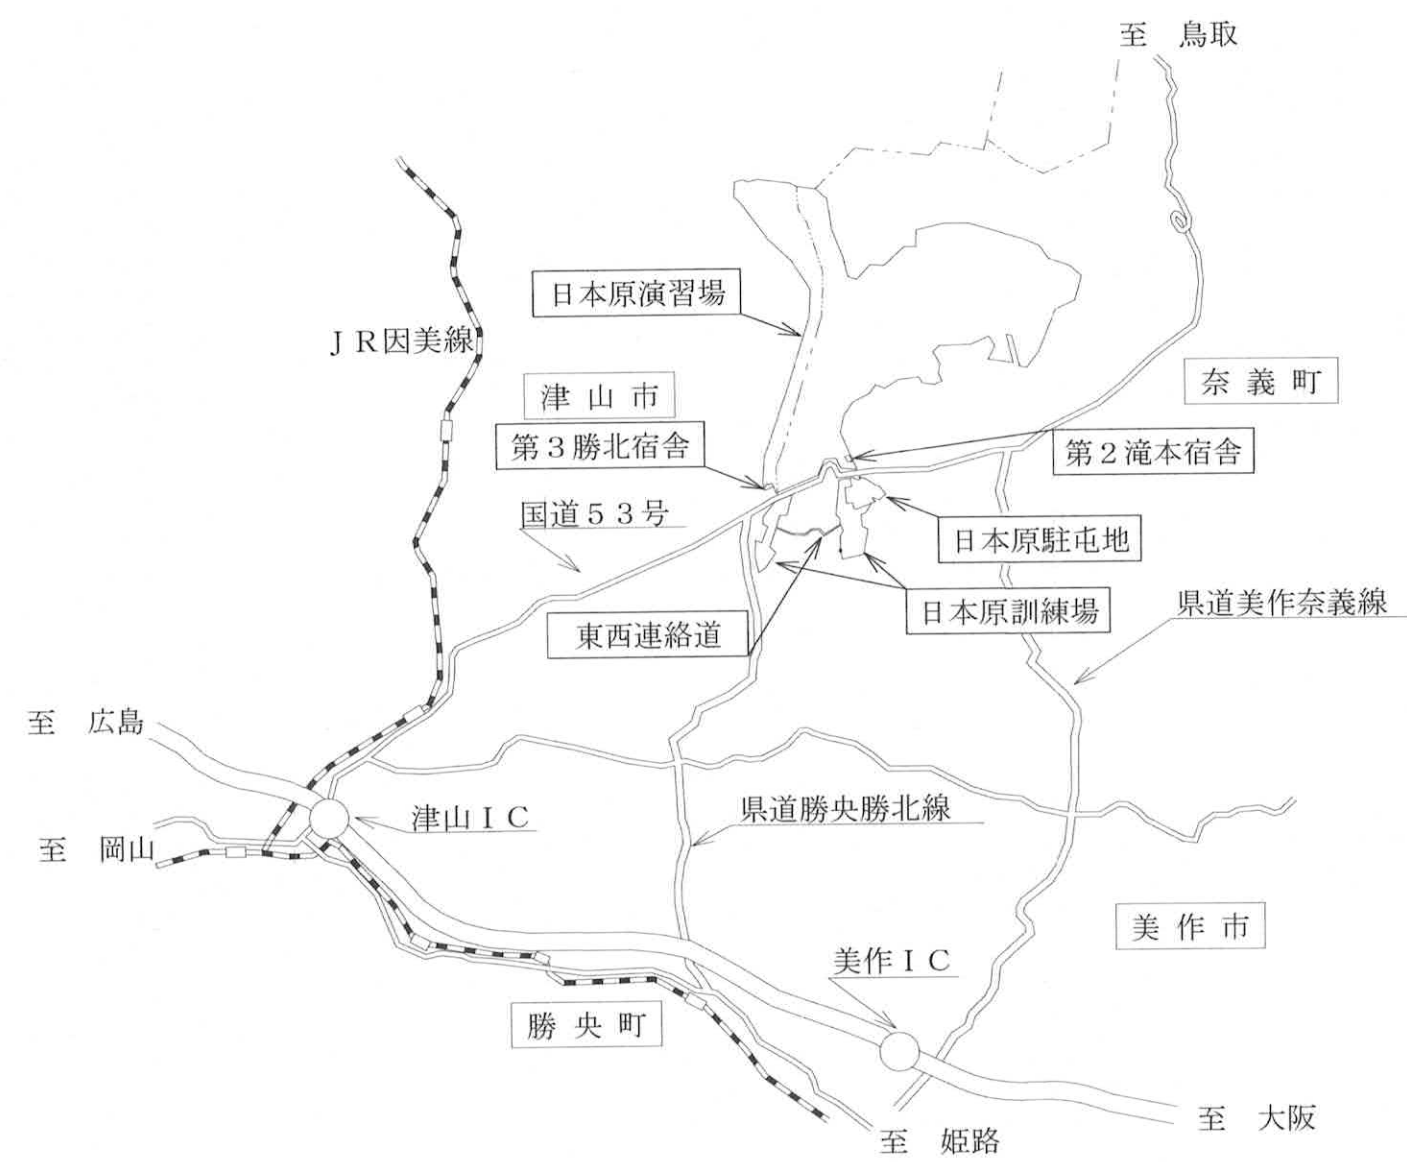 至　鳥取
日本原演習場
ＪＲ因美線
奈義町
津山市
第３勝北宿舎
第２滝本宿舎
国道５３号
日本原駐屯地
県道美作奈義線
日本原訓練場
東西連絡道
至　広島
県道勝央勝北線
津山ＩＣ
至　岡山
美作市
美作ＩＣ
勝央町
至　大阪
至　姫路